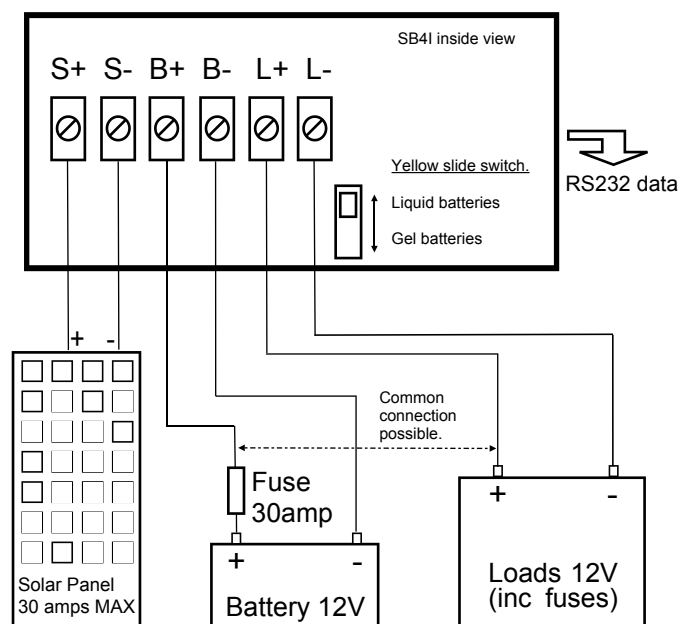 SB4I inside view
S+ S- B+ B- L+ L-
Yellow slide switch.
Liquid batteries
Gel batteries
RS232 data
+ -
Common
connection
possible.
Fuse
30amp
+ -
+ -
Solar Panel
30 amps MAX
Battery 12V
Loads 12V
(inc fuses)